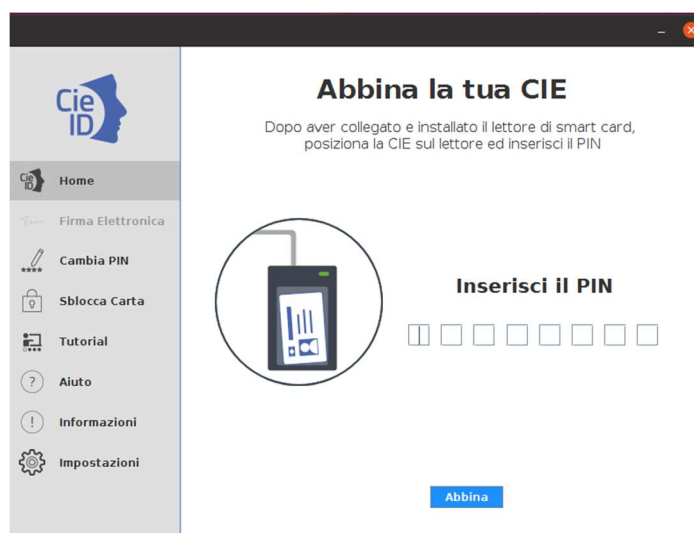 Cie
ID
Cie
ID
Home
Firma Elettronica
Cambia PIN
Sblocca Carta
Tutorial
Aiuto
Informazioni
Impostazioni
Abbina la tua CIE
Dopo aver collegato e installato il lettore di smart card,
posiziona la CIE sul lettore ed inserisci il PIN
Inserisci il PIN
Abbina